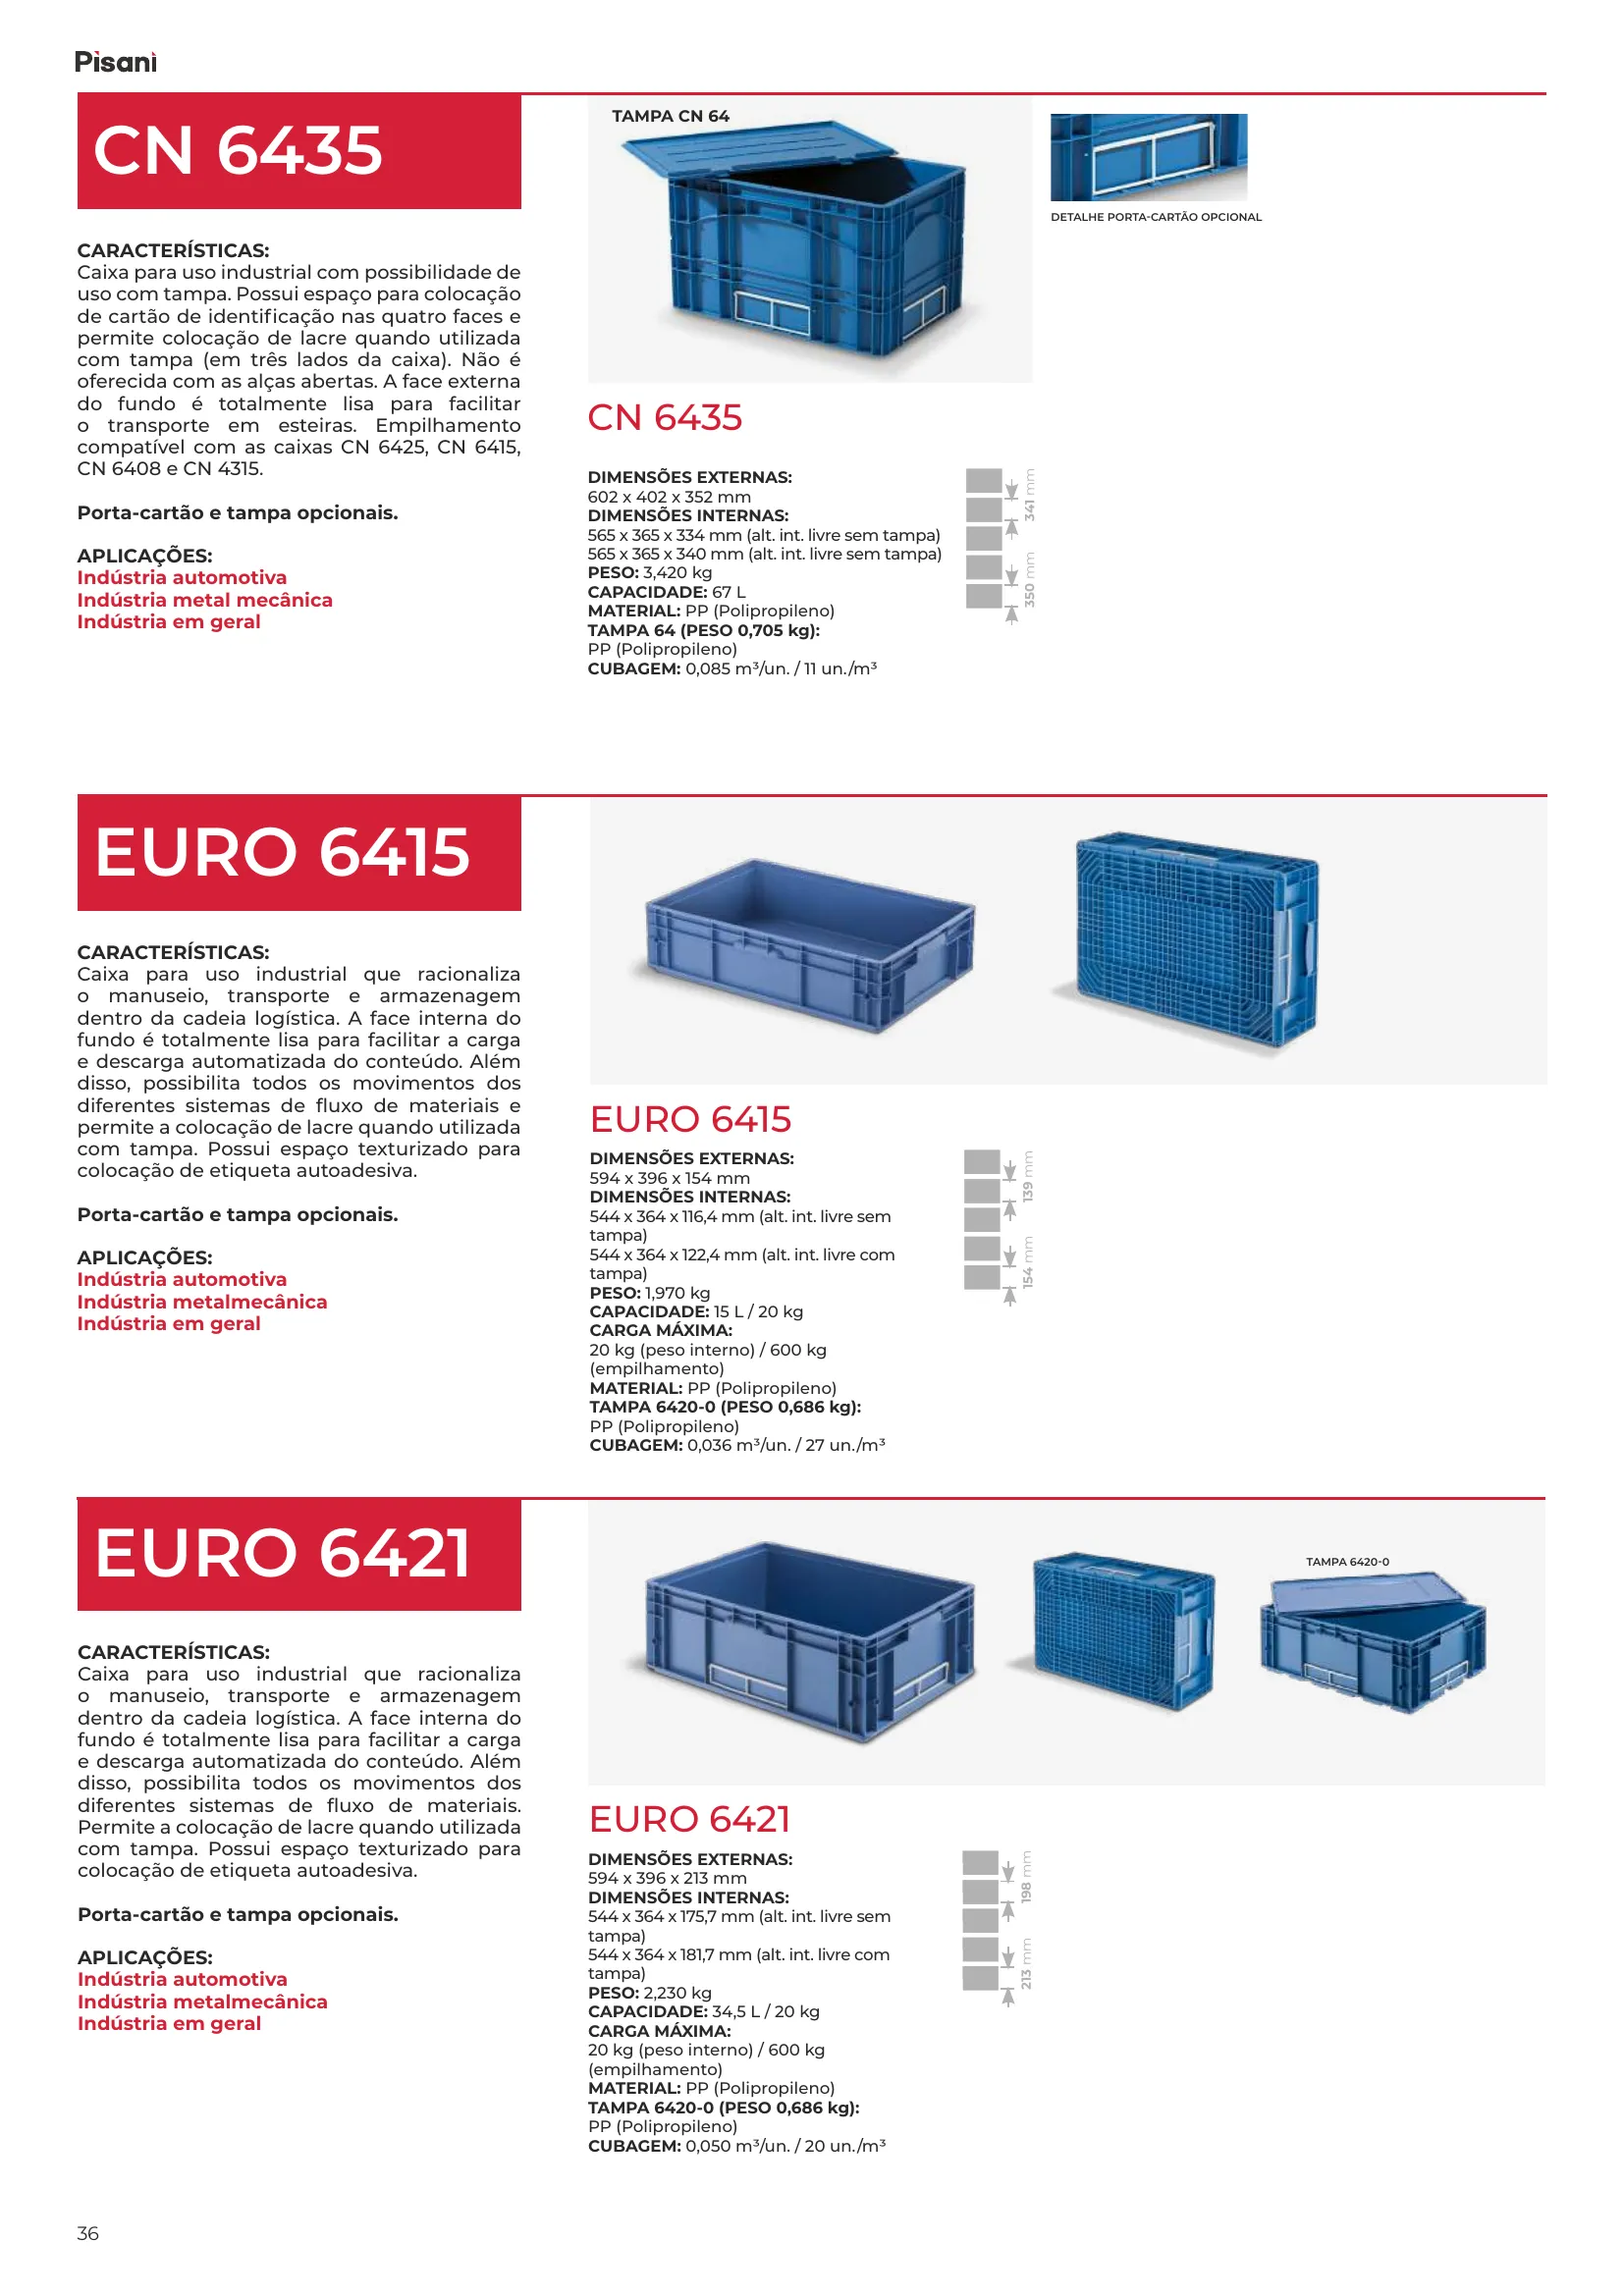 Pisani
CN 6435
CARACTERÍSTICAS:
Caixa para uso industrial com possibilidade de
uso com tampa. Possui espaço para colocação
de cartão de identificação nas quatro faces e
permite colocação de lacre quando utilizada
com tampa (em três lados da caixa). Não é
oferecida com as alças abertas. A face externa
do fundo é totalmente lisa para facilitar
o transporte em esteiras. Empilhamento
compatível com as caixas CN 6425, CN 6415,
CN 6408 e CN 4315.
Porta-cartão e tampa opcionais.
APLICAÇÕES:
Indústria automotiva
Indústria metal mecânica
Indústria em geral
TAMPA CN 64
DETALHE PORTA-CARTÃO OPCIONAL
CN 6435
DIMENSÕES EXTERNAS:
602 x 402 x 352 mm
DIMENSÕES INTERNAS:
565 x 365 x 334 mm (alt. int. livre sem tampa)
565 x 365 x 340 mm (alt. int. livre sem tampa)
PESO: 3,420 kg
CAPACIDADE: 67 L
MATERIAL: PP (Polipropileno)
TAMPA 64 (PESO 0,705 kg):
PP (Polipropileno)
CUBAGEM: 0,085 m³/un. / 11 un./m³
341 mm
350 mm
EURO 6415
CARACTERÍSTICAS:
Caixa para uso industrial que racionaliza
o manuseio, transporte e armazenagem
dentro da cadeia logística. A face interna do
fundo é totalmente lisa para facilitar a carga
e descarga automatizada do conteúdo. Além
disso, possibilita todos os movimentos dos
diferentes sistemas de fluxo de materiais e
permite a colocação de lacre quando utilizada
com tampa. Possui espaço texturizado para
colocação de etiqueta autoadesiva.
Porta-cartão e tampa opcionais.
APLICAÇÕES:
Indústria automotiva
Indústria metalmecânica
Indústria em geral
EURO 6415
DIMENSÕES EXTERNAS:
594 x 396 x 154 mm
DIMENSÕES INTERNAS:
544 x 364 x 116,4 mm (alt. int. livre sem
tampa)
544 x 364 x 122,4 mm (alt. int. livre com
tampa)
PESO: 1,970 kg
CAPACIDADE: 15 L / 20 kg
CARGA MÁXIMA:
20 kg (peso interno) / 600 kg
(empilhamento)
MATERIAL: PP (Polipropileno)
TAMPA 6420-0 (PESO 0,686 kg):
PP (Polipropileno)
CUBAGEM: 0,036 m³/un. / 27 un./m³
139 mm
154 mm
EURO 6421
CARACTERÍSTICAS:
Caixa para uso industrial que racionaliza
o manuseio, transporte e armazenagem
dentro da cadeia logística. A face interna do
fundo é totalmente lisa para facilitar a carga
e descarga automatizada do conteúdo. Além
disso, possibilita todos os movimentos dos
diferentes sistemas de fluxo de materiais.
Permite a colocação de lacre quando utilizada
com tampa. Possui espaço texturizado para
colocação de etiqueta autoadesiva.
Porta-cartão e tampa opcionais.
APLICAÇÕES:
Indústria automotiva
Indústria metalmecânica
Indústria em geral
TAMPA 6420-0
EURO 6421
DIMENSÕES EXTERNAS:
594 x 396 x 213 mm
DIMENSÕES INTERNAS:
544 x 364 x 175,7 mm (alt. int. livre sem
tampa)
544 x 364 x 181,7 mm (alt. int. livre com
tampa)
PESO: 2,230 kg
CAPACIDADE: 34,5 L / 20 kg
CARGA MÁXIMA:
20 kg (peso interno) / 600 kg
(empilhamento)
MATERIAL: PP (Polipropileno)
TAMPA 6420-0 (PESO 0,686 kg):
PP (Polipropileno)
CUBAGEM: 0,050 m³/un. / 20 un./m³
198 mm
213 mm
36